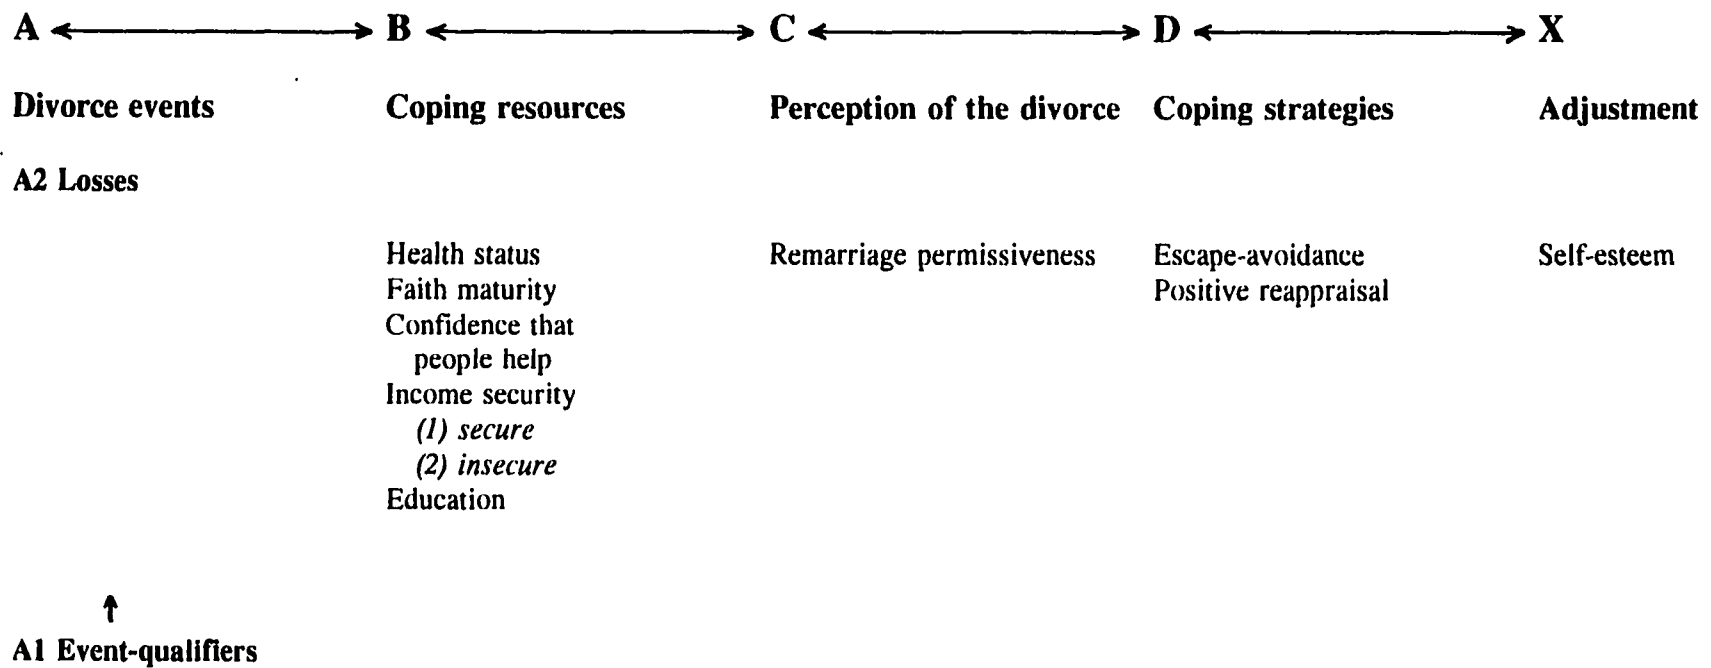 A B C D X
Divorce events Coping resources Perception of the divorce Coping strategies Adjustment
A2 Losses
Health status Remarriage permissiveness Escape-avoidance Self-esteem
Faith maturity Positive reappraisal
Confidence that
people help
Income security
(1) secure
(2) insecure
Education
A1 Event-qualifiers